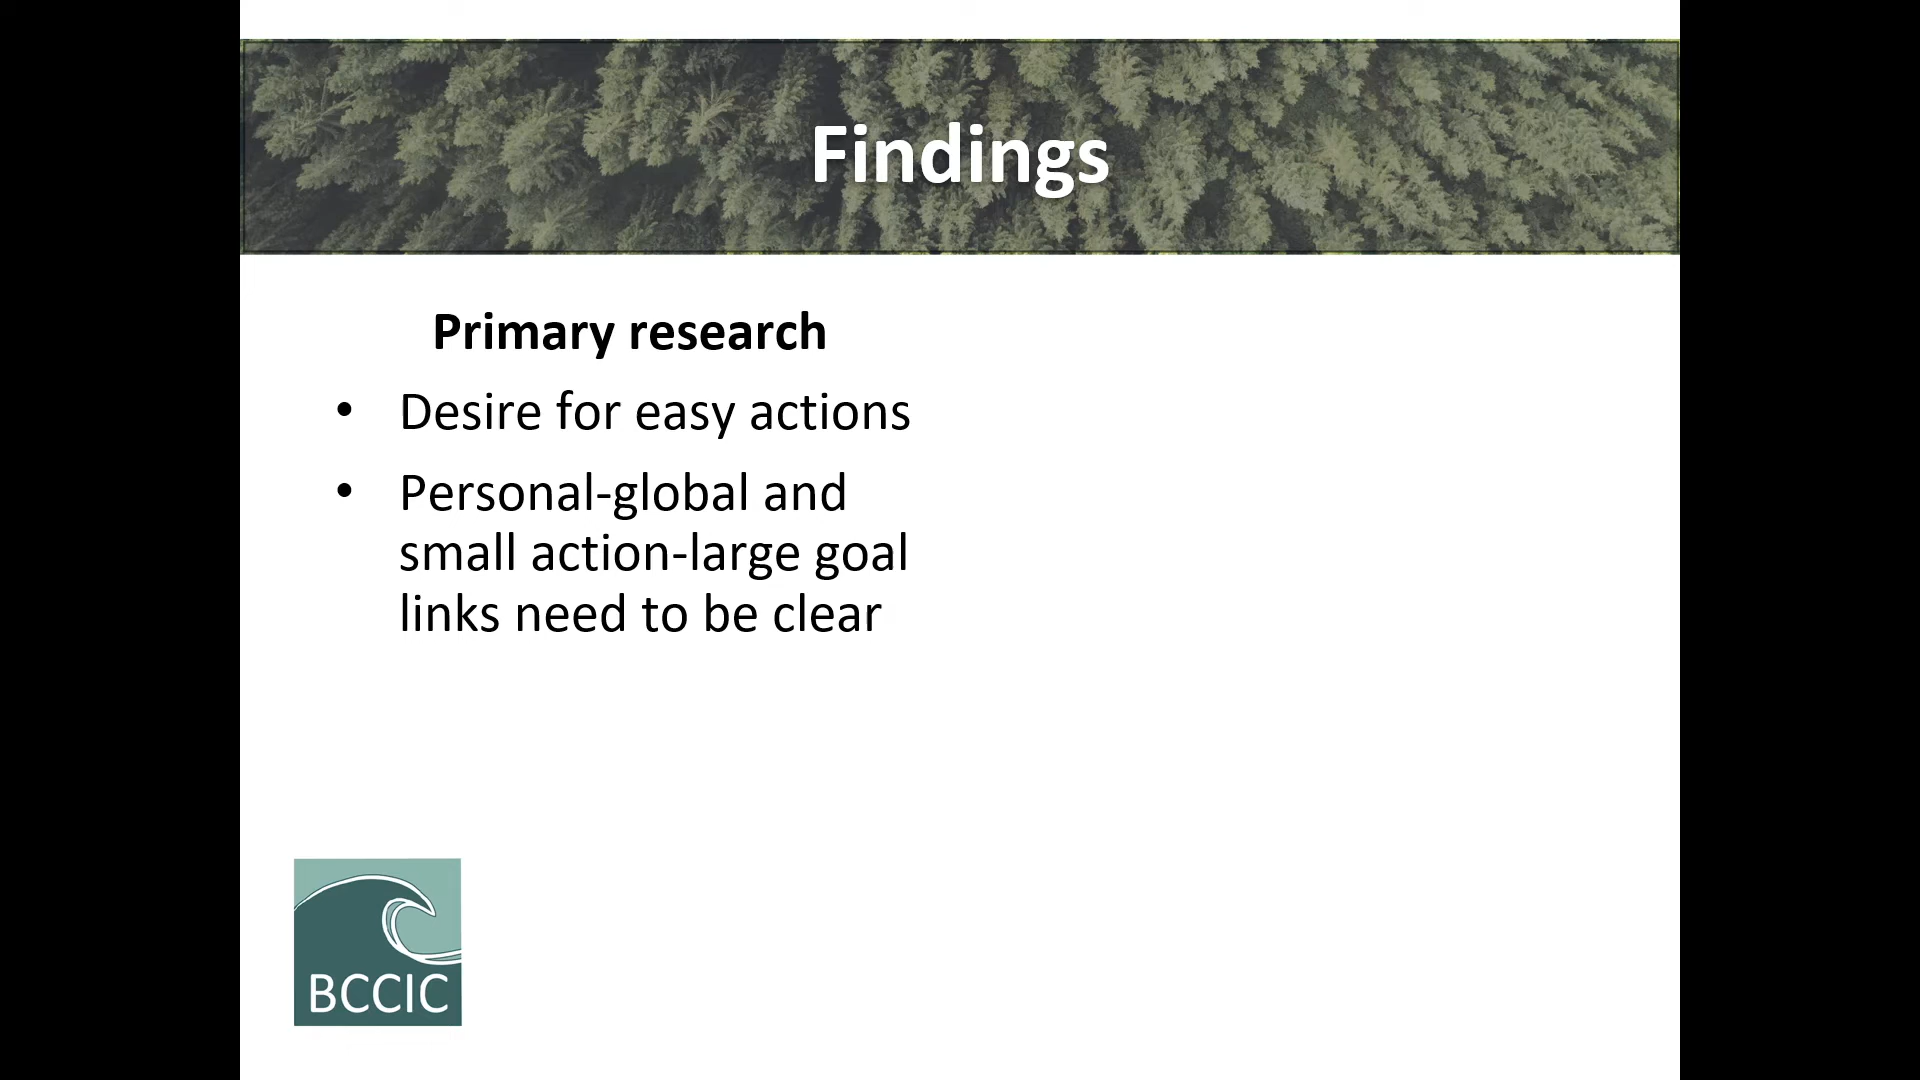 Findings
Primary research
• Desire for easy actions
• Personal-global and
small action-large goal
links need to be clear
BCCIC